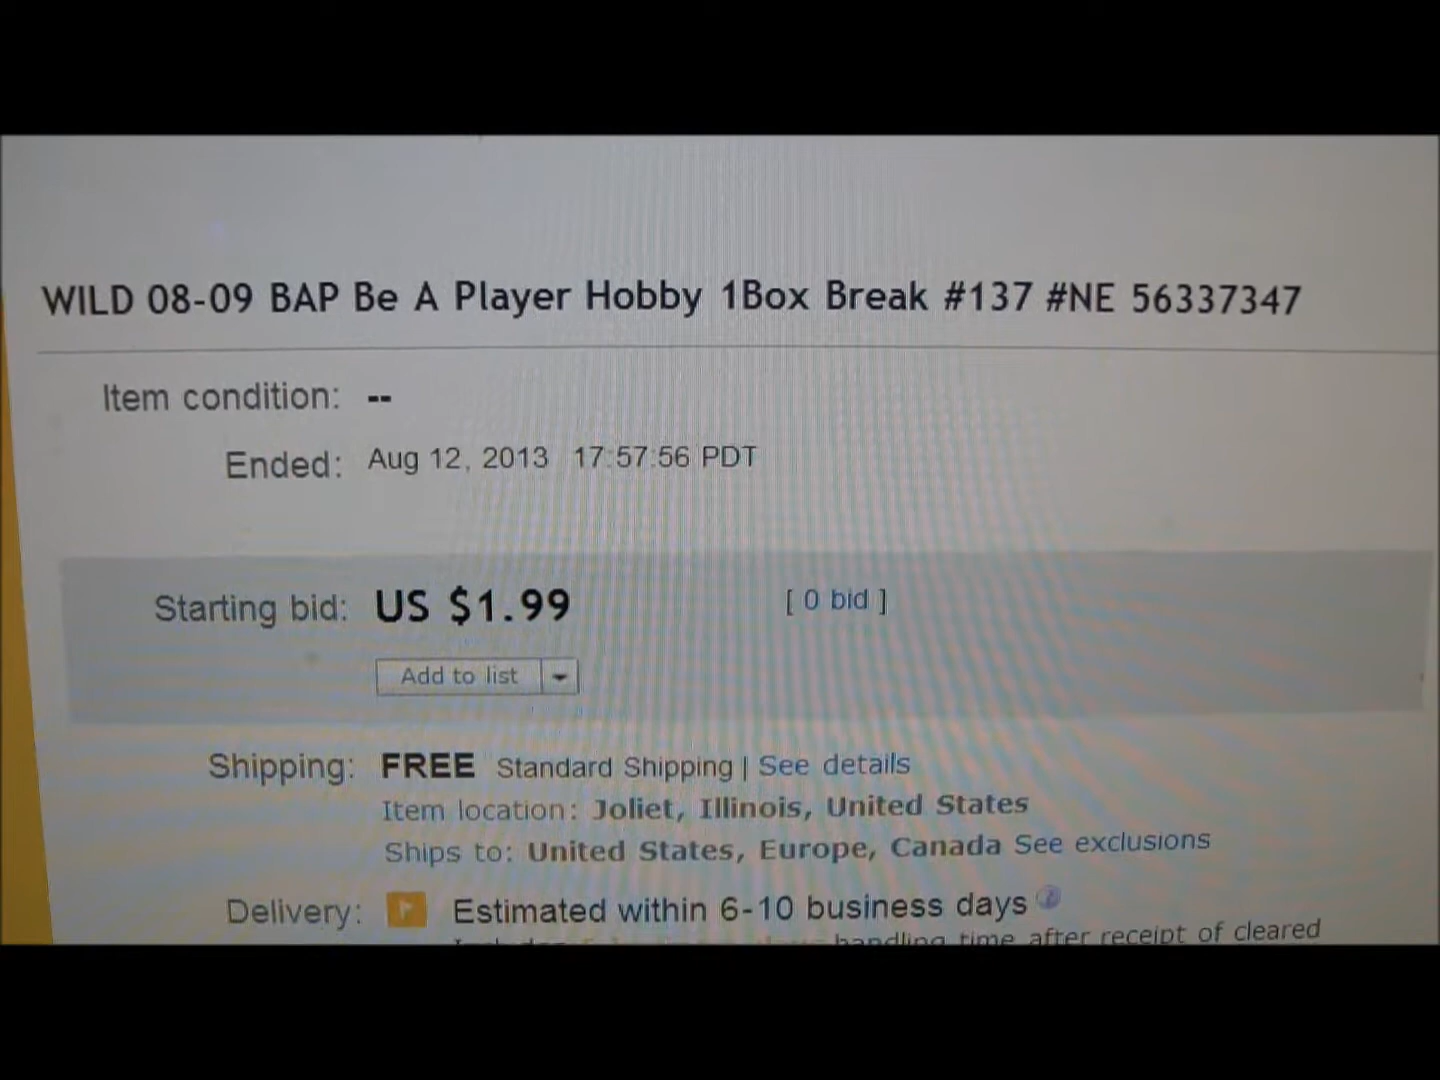 WILD 08-09 BAP Be A Player Hobby 1Box Break #137 #NE 56337347
Item condition: --
Ended: Aug 12, 2013 17:57:56 PDT
Starting bid: US $1.99 [ 0 bid ]
Add to list
Shipping: FREE Standard Shipping | See details
Item location: Joliet, Illinois, United States
Ships to: United States, Europe, Canada See exclusions
Delivery: Estimated within 6-10 business days
handling time after receipt of cleared